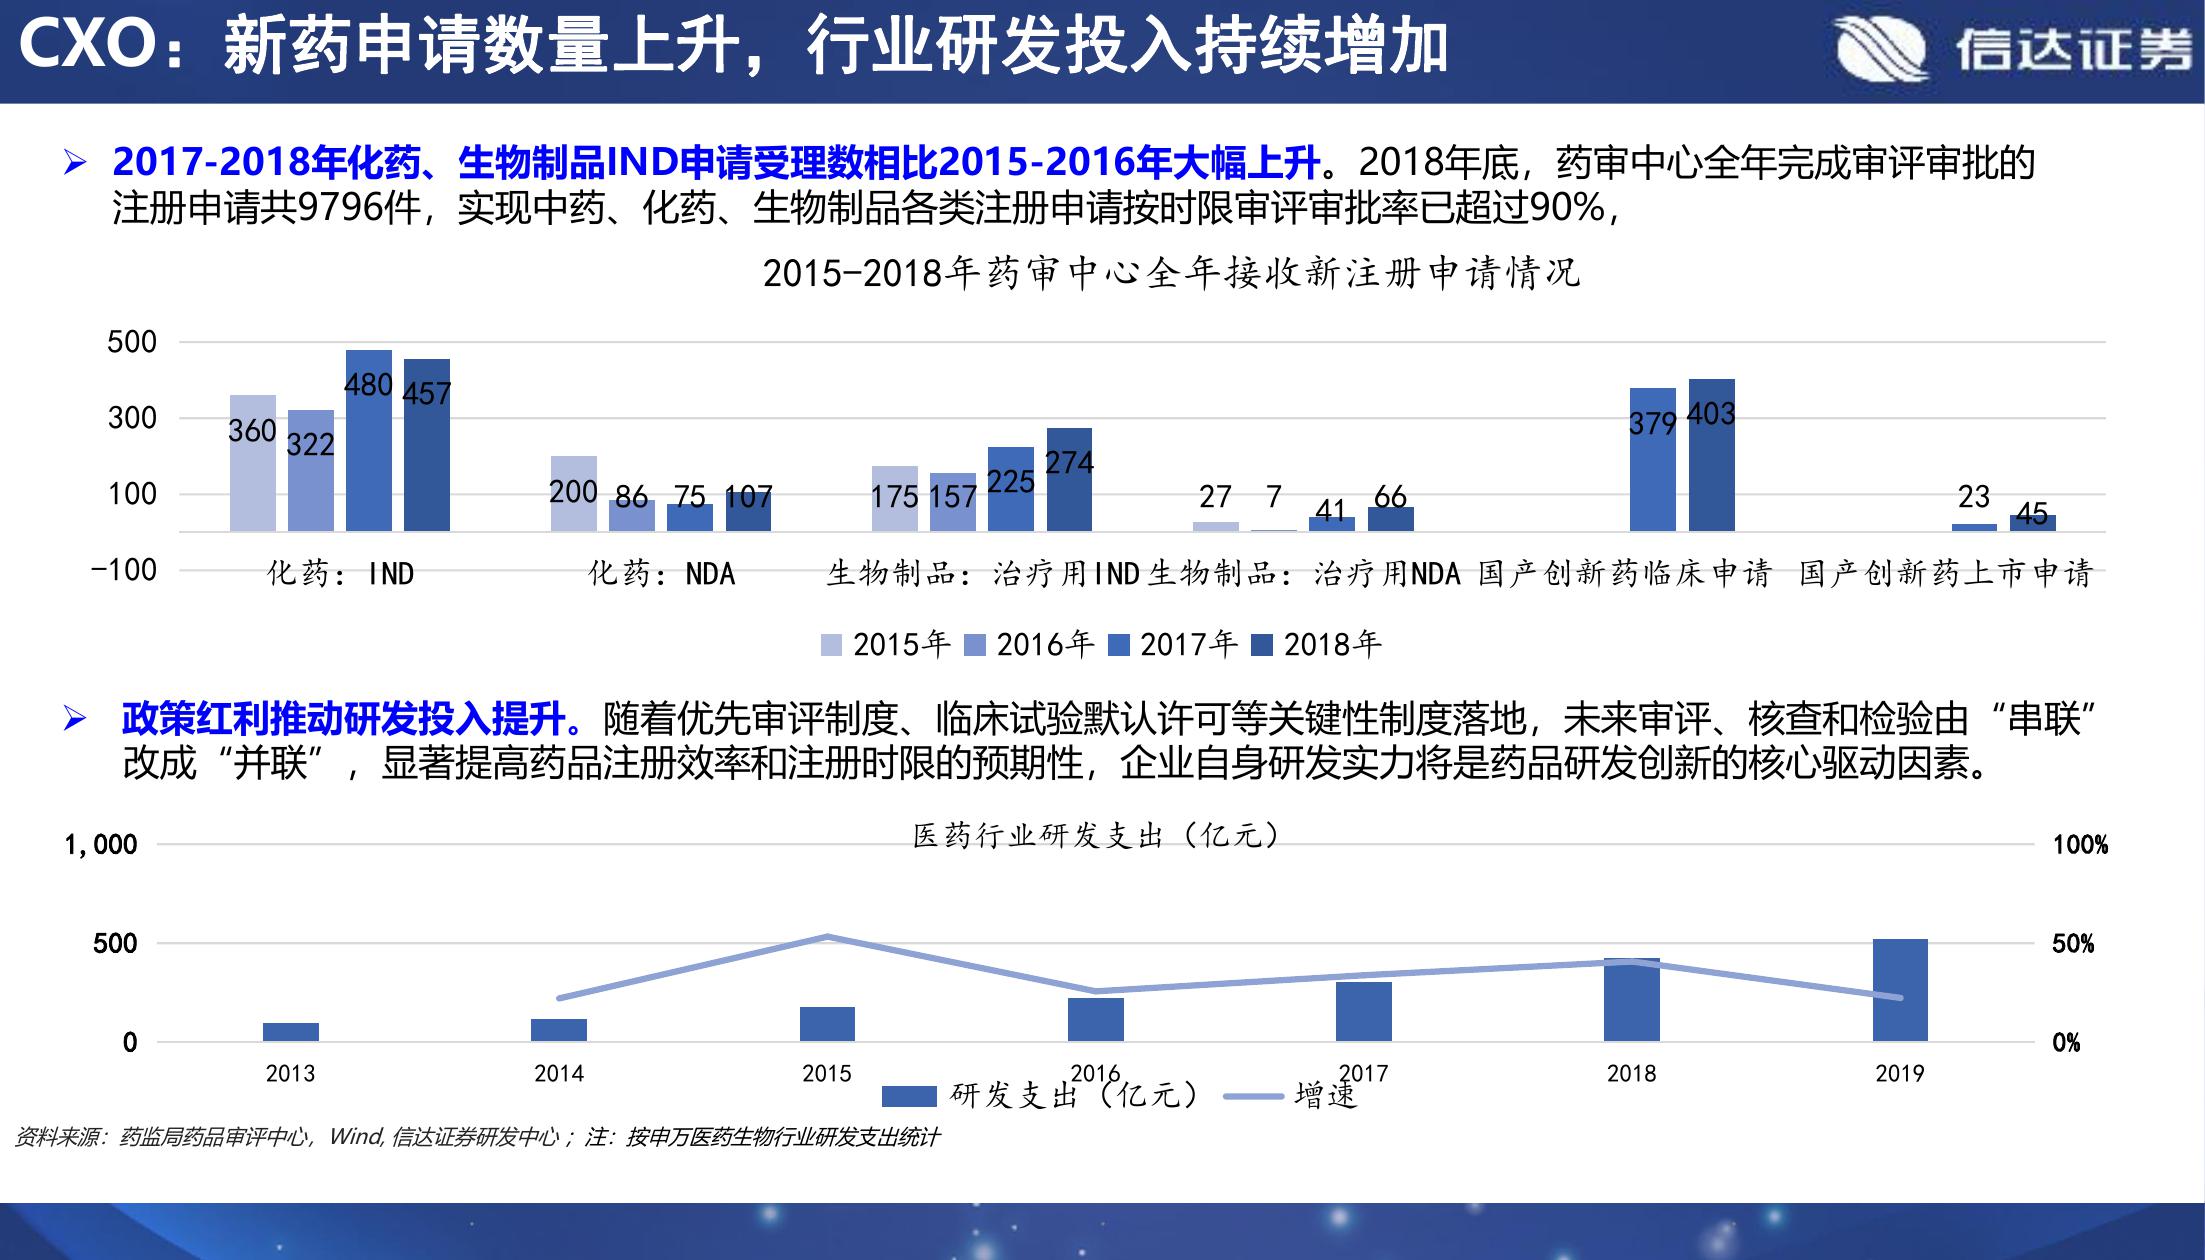 CXO：新药申请数量上升，行业研发投入持续增加
信达证券
2017-2018年化药、生物制品IND申请受理数相比2015-2016年大幅上升。2018年底，药审中心全年完成审评审批的
注册申请共9796件，实现中药、化药、生物制品各类注册申请按时限审评审批率已超过90%，
2015-2018年药审中心全年接收新注册申请情况
500
300
100
-100
360 322 480 457
200 86 75 107
175 157 225 274
27 7 41 66
379 403
23 45
化药：IND 化药：NDA 生物制品：治疗用IND 生物制品：治疗用NDA 国产创新药临床申请 国产创新药上市申请
2015年 2016年 2017年 2018年
政策红利推动研发投入提升。随着优先审评制度、临床试验默认许可等关键性制度落地，未来审评、核查和检验由“串联”
改成“并联”，显著提高药品注册效率和注册时限的预期性，企业自身研发实力将是药品研发创新的核心驱动因素。
医药行业研发支出（亿元）
1,000 100%
500 50%
0 0%
2013 2014 2015 2016 2017 2018 2019
研发支出（亿元） 增速
资料来源：药监局药品审评中心，Wind, 信达证券研发中心；注：按申万医药生物行业研发支出统计